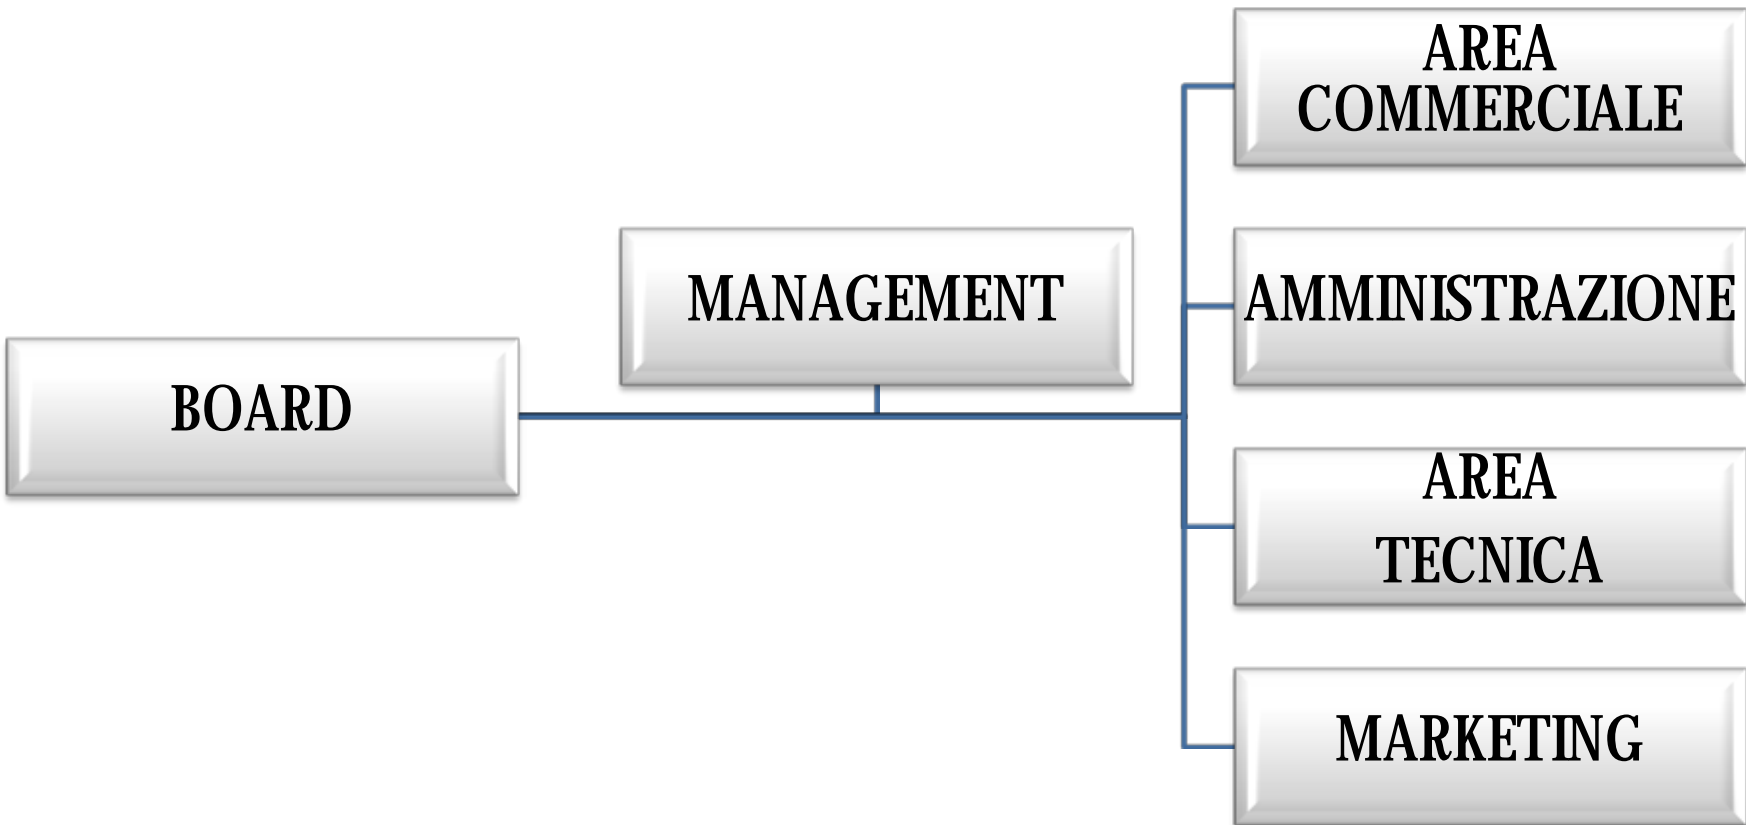 BOARD
MANAGEMENT
AREA
COMMERCIALE
AMMINISTRAZIONE
AREA
TECNICA
MARKETING